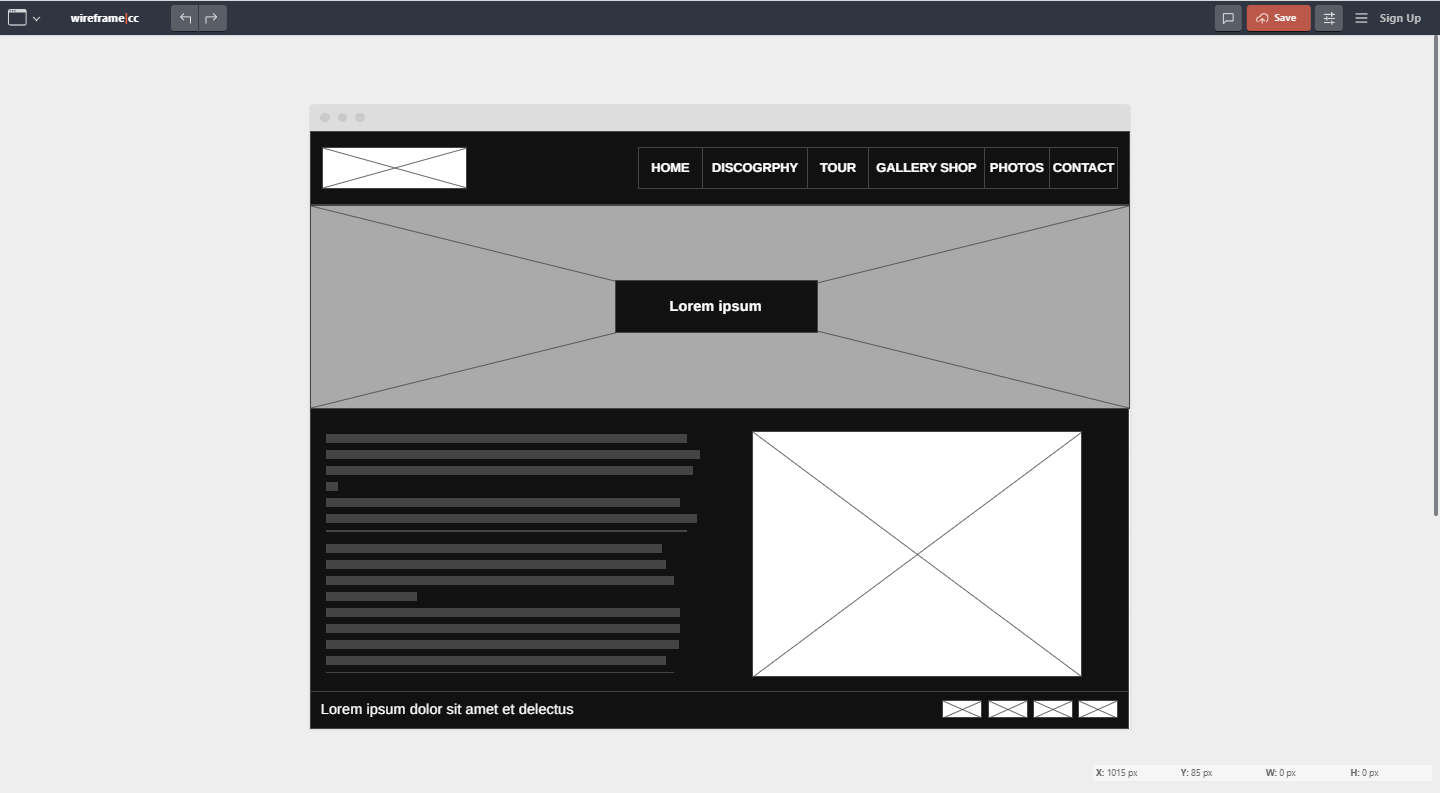 wireframe|cc
Save
Sign Up
HOME DISCOGRPHY TOUR GALLERY SHOP PHOTOS CONTACT
Lorem ipsum
Lorem ipsum dolor sit amet et delectus
X: 1015 px Y: 85 px W: 0 px H: 0 px